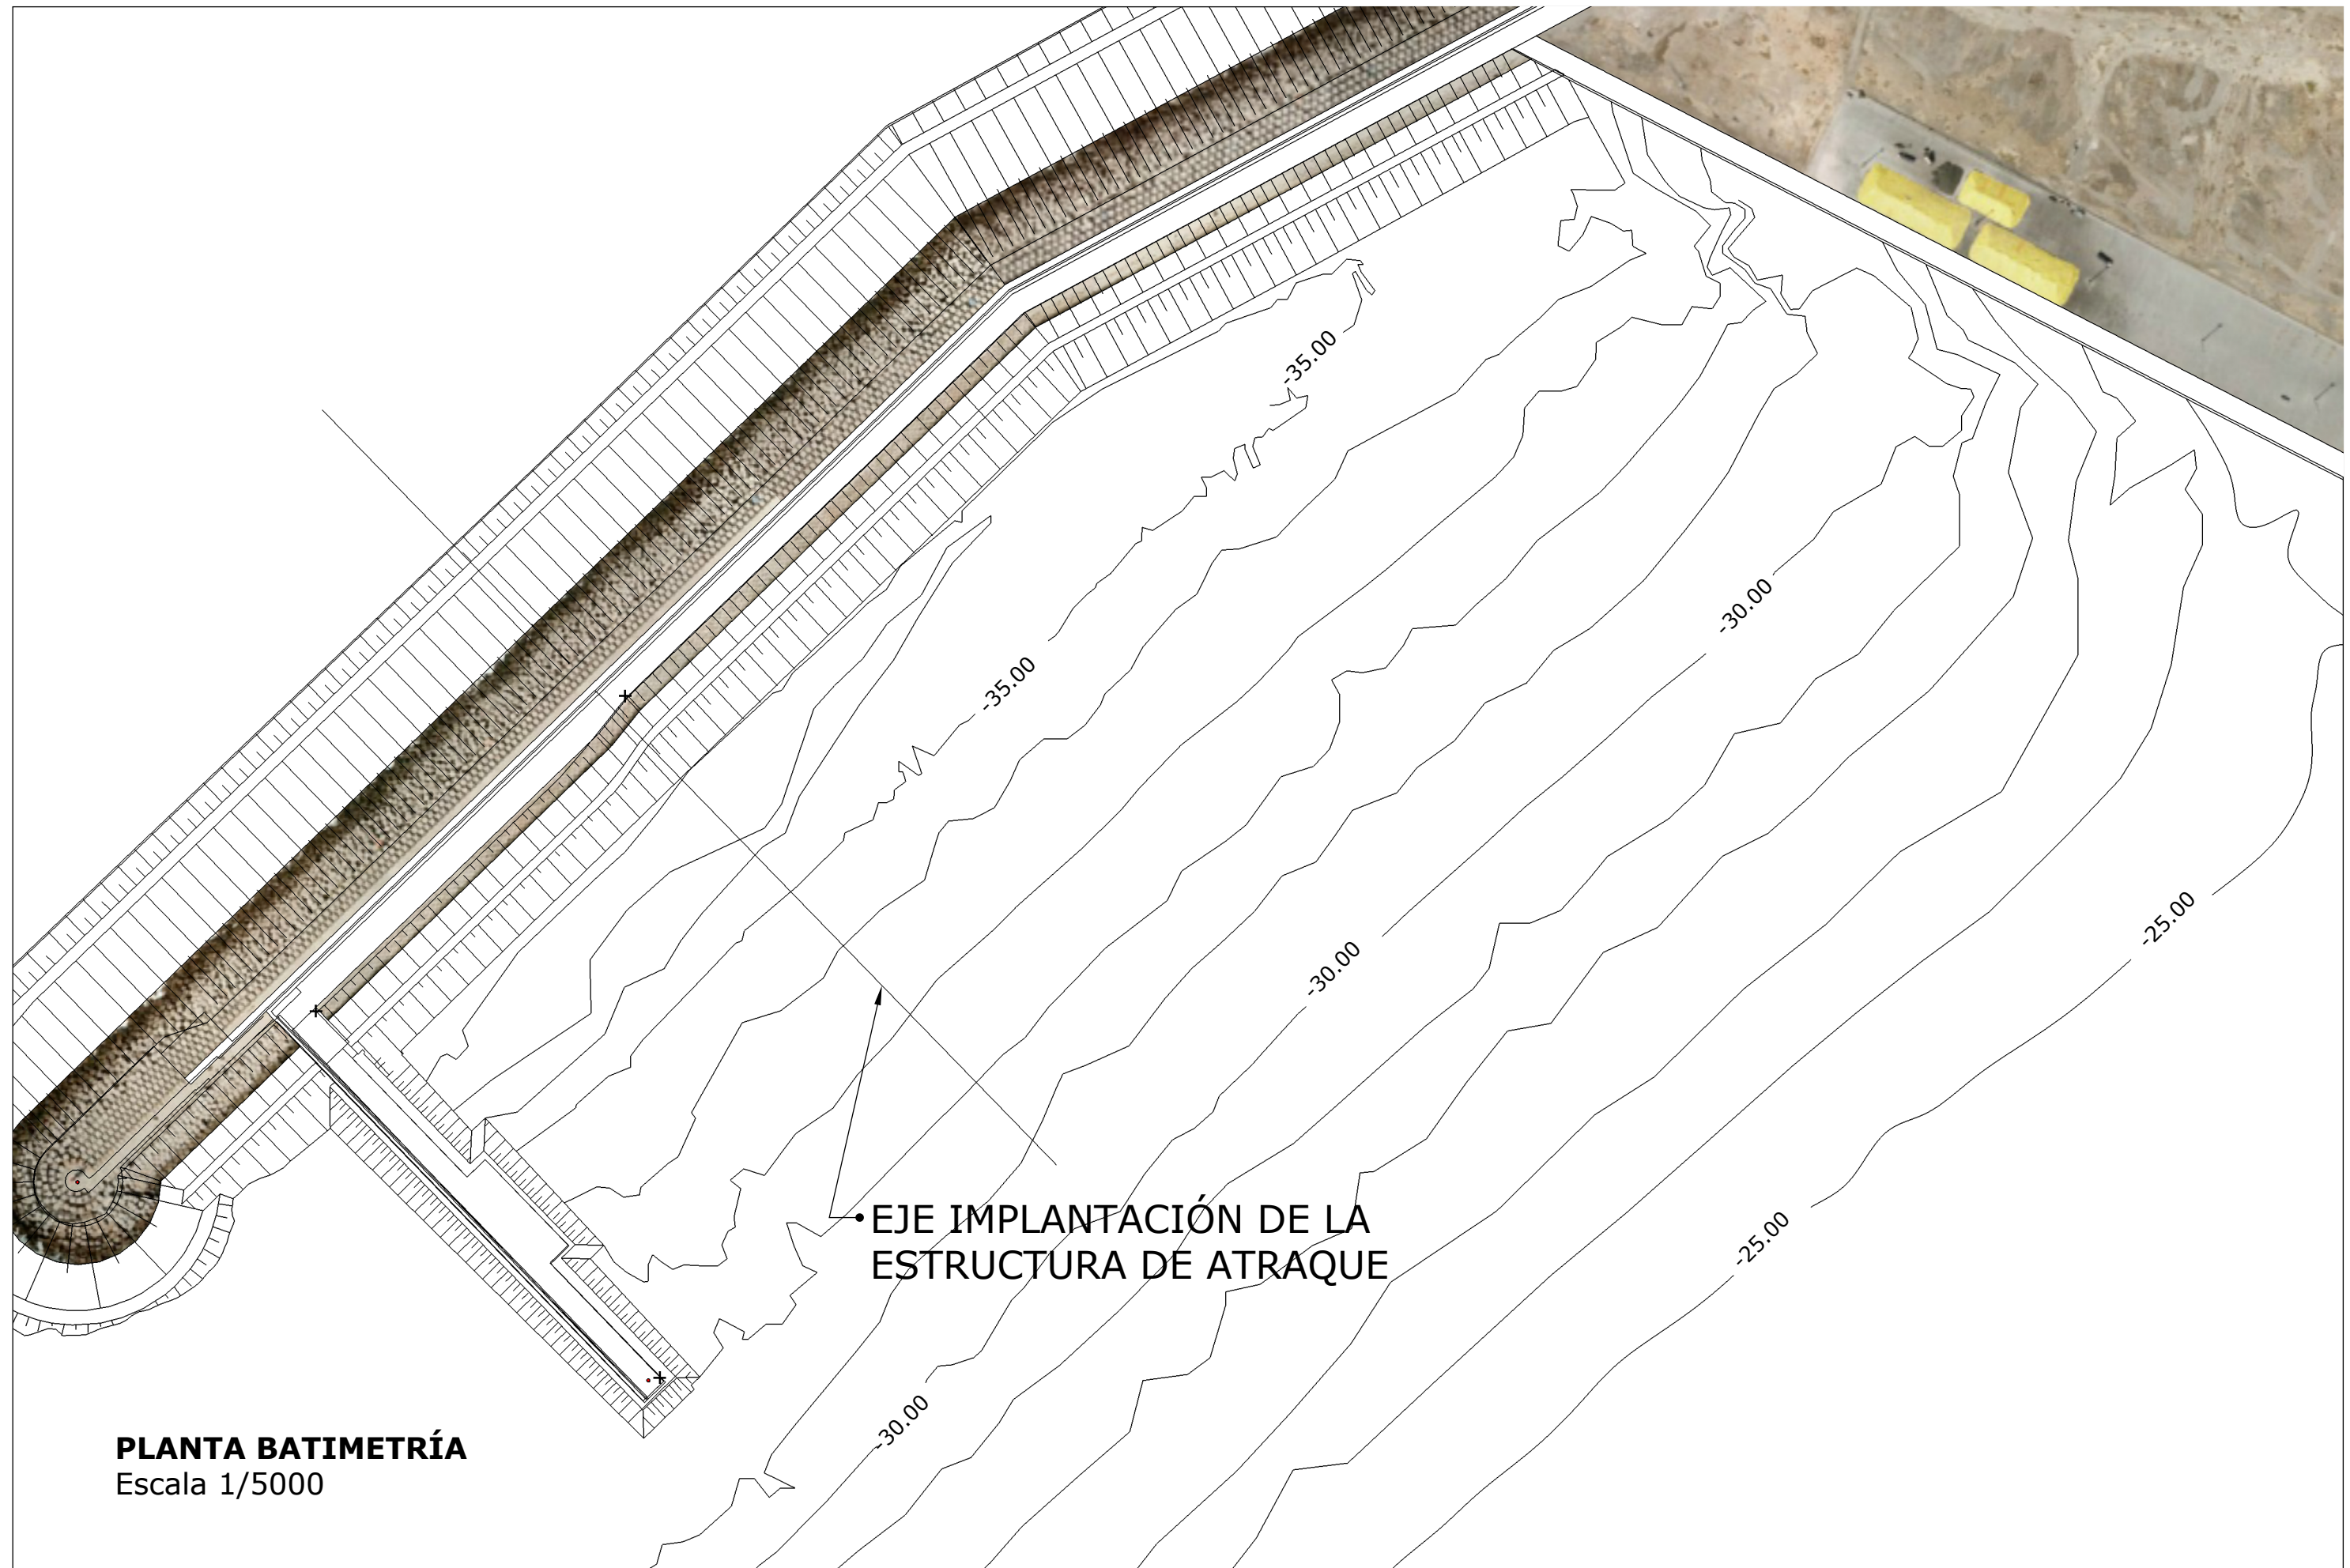 -35.00
-30.00
-35.00
-25.00
-30.00
EJE IMPLANTACIÓN DE LA
ESTRUCTURA DE ATRAQUE
-25.00
-30.00
PLANTA BATIMETRÍA
Escala 1/5000